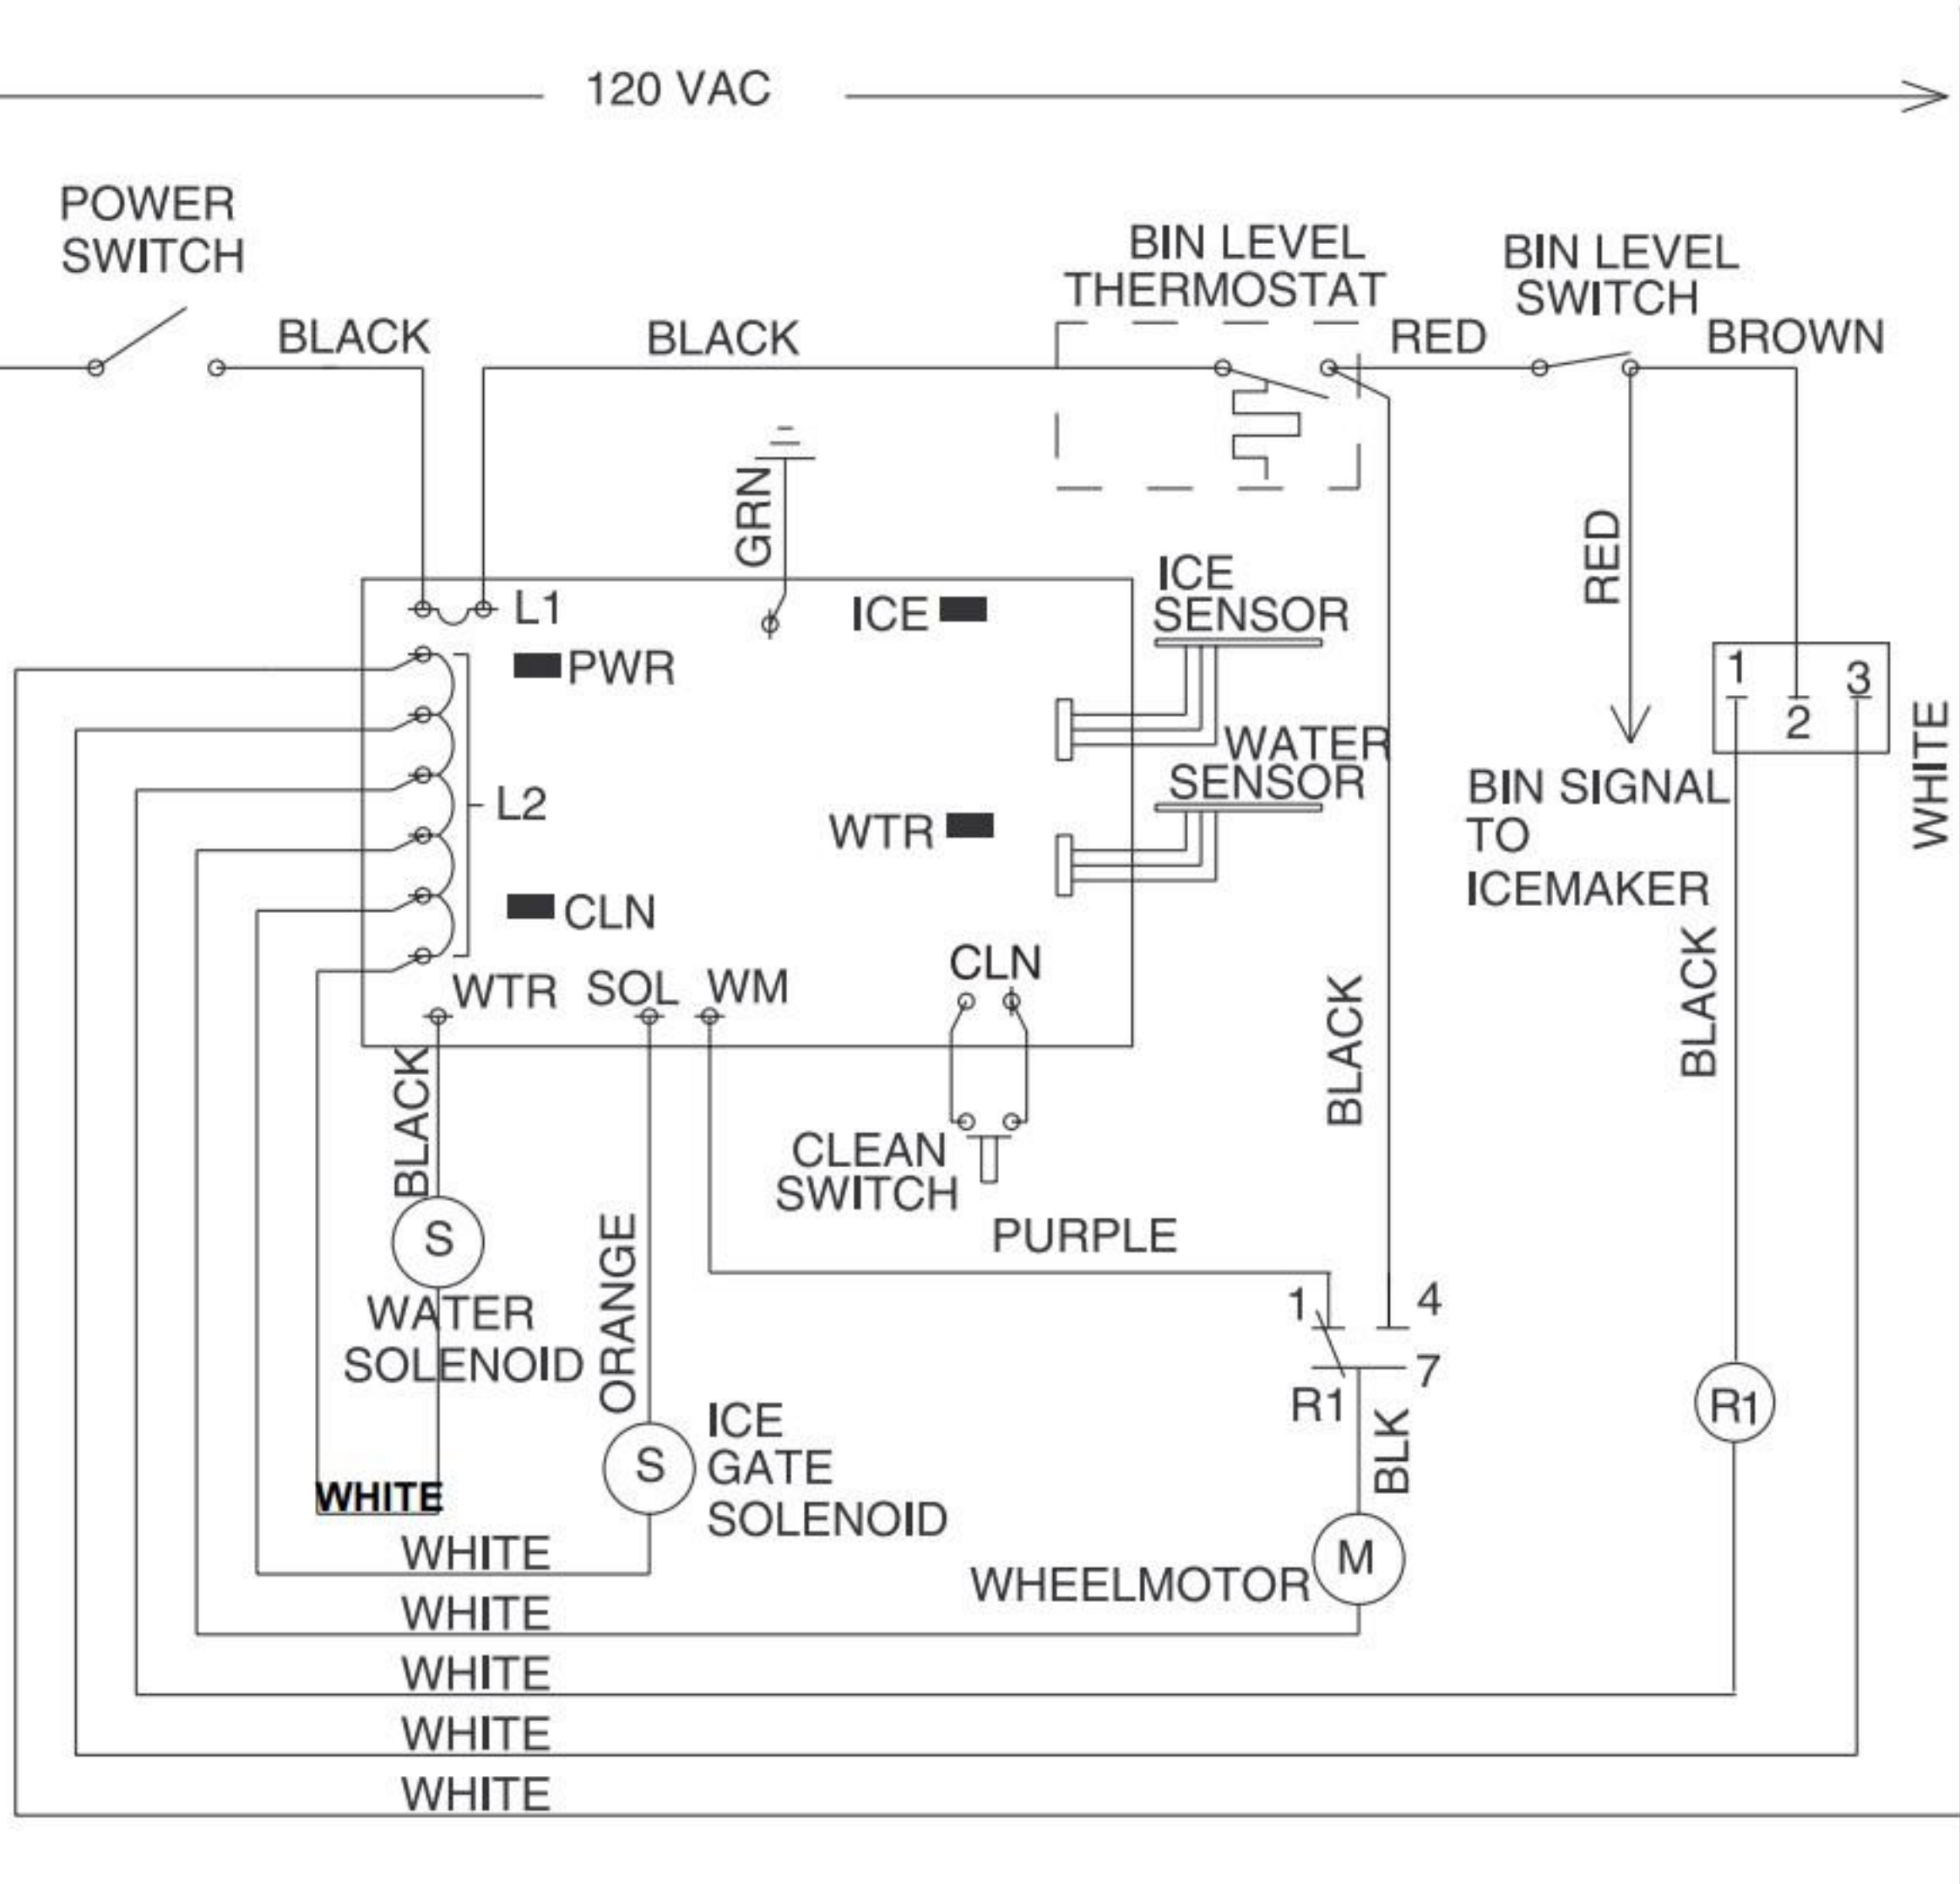 120 VAC
POWER
SWITCH
BLACK
BLACK
BIN LEVEL
THERMOSTAT
RED
BIN LEVEL
SWITCH
BROWN
GRN
L1
PWR
ICE
ICE
SENSOR
WATER
SENSOR
RED
1
2
3
WHITE
L2
WTR
CLN
BIN SIGNAL
TO
ICEMAKER
WTR
SOL
WM
CLN
BLACK
BLACK
BLACK
CLEAN
SWITCH
PURPLE
S
WATER
SOLENOID
ORANGE
1
4
7
R1
R1
ICE
GATE
SOLENOID
S
BLK
WHITE
WHITE
WHEELMOTOR
M
WHITE
WHITE
WHITE
WHITE